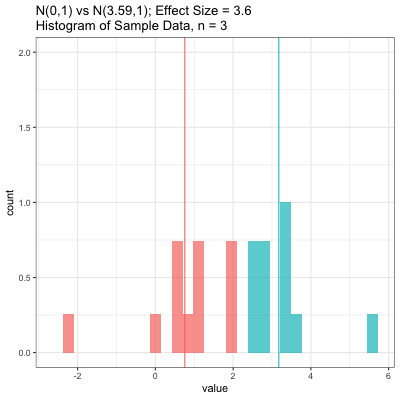 N(0,1) vs N(3.59,1); Effect Size = 3.6
Histogram of Sample Data, n = 3
2.0
1.5
1.0
0.5
0.0
count
-2
0
2
4
6
value